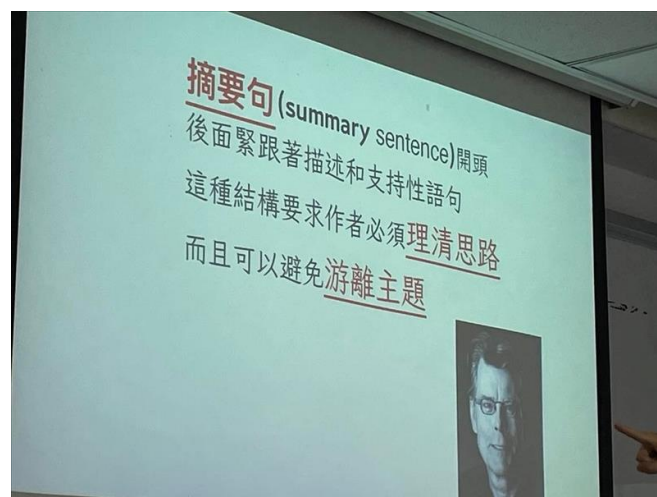 摘要句(summary sentence)開頭
後面緊跟著描述和支持性語句
這種結構要求作者必須理清思路
而且可以避免游離主題